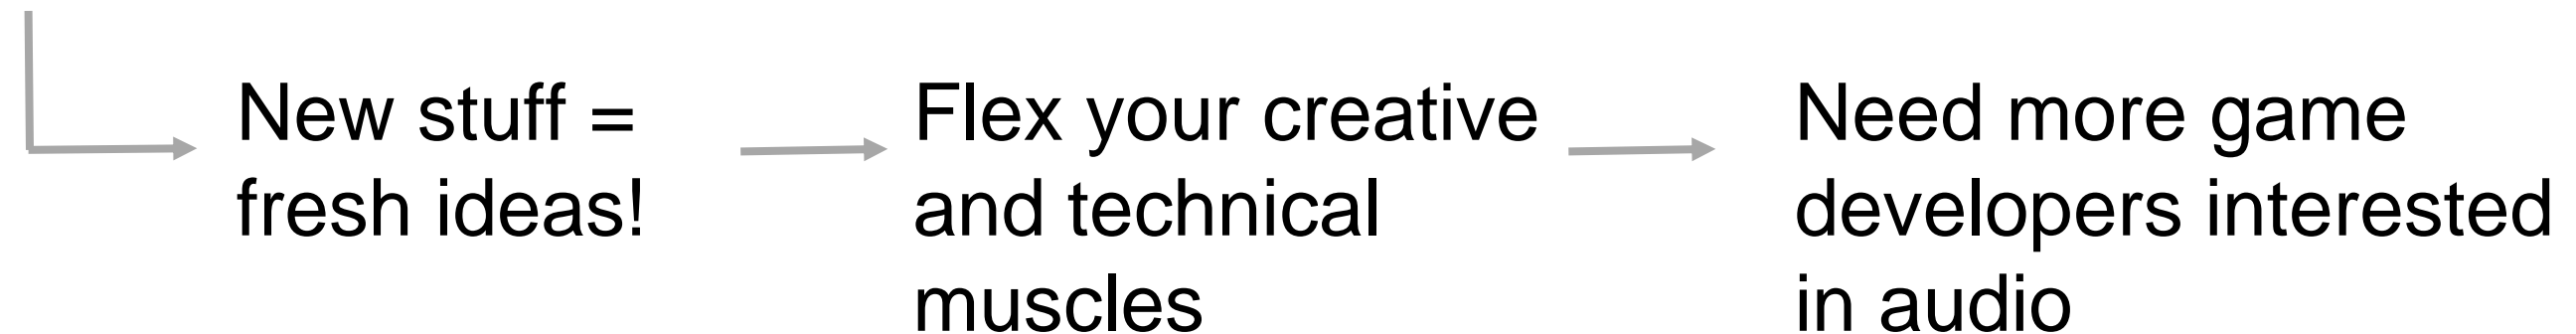 New stuff =
fresh ideas!
Flex your creative
and technical
muscles
Need more game
developers interested
in audio